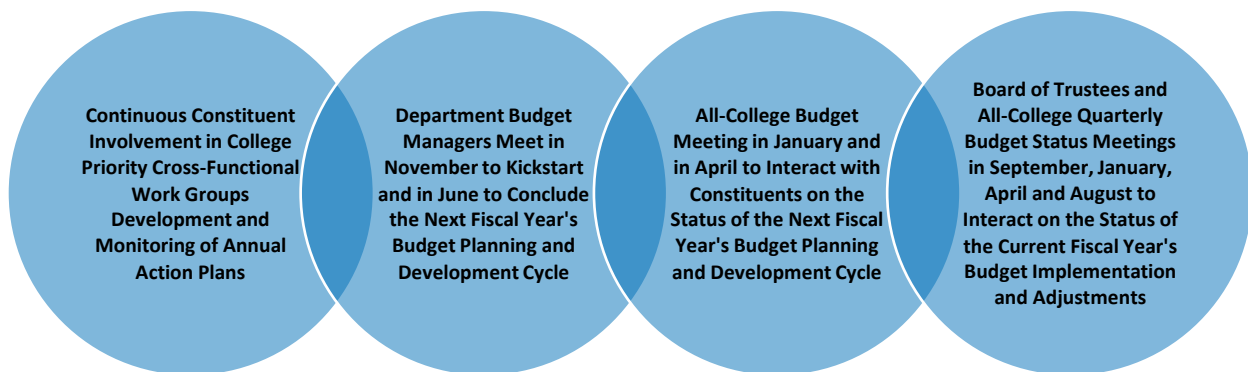 Continuous Constituent
Involvement in College
Priority Cross-Functional
Work Groups
Development and
Monitoring of Annual
Action Plans
Department Budget
Managers Meet in
November to Kickstart
and in June to Conclude
the Next Fiscal Year's
Budget Planning and
Development Cycle
All-College Budget
Meeting in January and
in April to Interact with
Constituents on the
Status of the Next Fiscal
Year's Budget Planning
and Development Cycle
Board of Trustees and
All-College Quarterly
Budget Status Meetings
in September, January,
April and August to
Interact on the Status of
the Current Fiscal Year's
Budget Implementation
and Adjustments